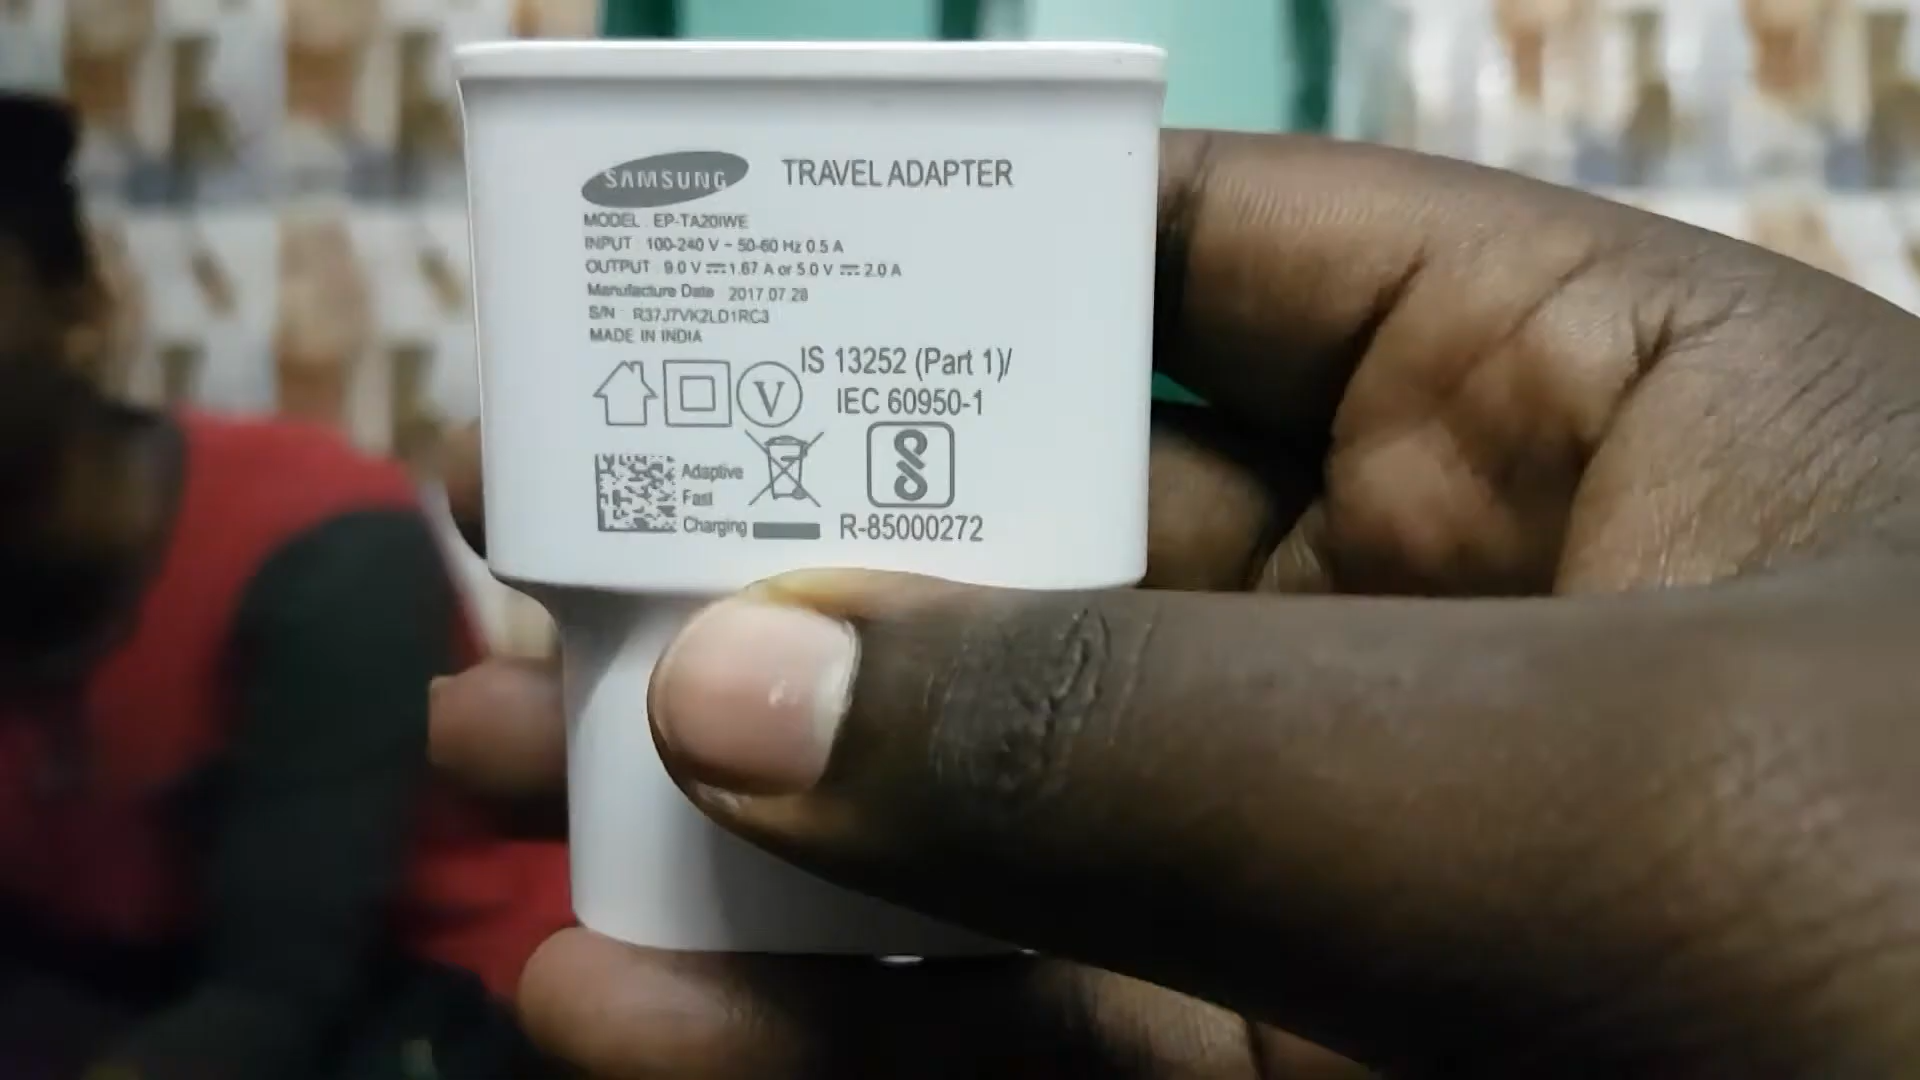 SAMSUNG TRAVEL ADAPTER
MODEL EP-TA20IWE
INPUT 100-240 V ~ 50-60 Hz 0.5 A
OUTPUT 9.0 V ⎓ 1.67 A or 5.0 V ⎓ 2.0 A
Manufacture Date 2017.07.28
S/N R37J7VK2LD1RC3
MADE IN INDIA
IS 13252 (Part 1)/
IEC 60950-1
V
Adaptive
Fast
Charging
R-85000272